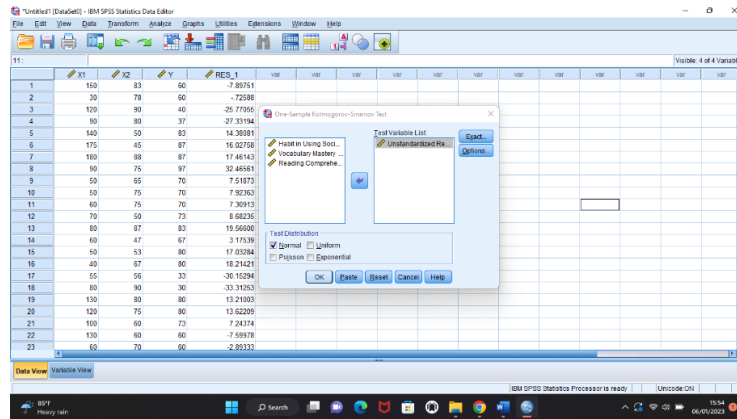 *Untitled1 [DataSet0] - IBM SPSS Statistics Data Editor
File Edit View Data Transform Analyze Graphs Utilities Extensions Window Help
11 :
Visible: 4 of 4 Variabl
X1 X2 Y RES_1 var var var var var var var var var var
1 150 83 60 -7.89751
2 30 78 60 -.72588
3 120 90 40 -25.77056
4 90 80 37 -27.33194
5 140 50 83 14.38081
6 175 45 87 16.02758
7 180 88 87 17.46143
8 90 75 97 32.46561
9 50 65 70 7.51873
10 50 75 70 7.92363
11 60 75 70 7.30913
12 70 50 73 8.68235
13 80 87 83 19.56600
14 60 47 67 3.17539
15 50 53 80 17.03284
16 40 67 80 18.21421
17 55 56 33 -30.15294
18 80 90 30 -33.31253
19 130 80 80 13.21003
20 120 75 80 13.62209
21 100 60 73 7.24374
22 130 60 60 -7.59978
23 60 70 60 -2.89333
One-Sample Kolmogorov-Smirnov Test
Test Variable List:
Habit in Using Soci...
Vocabulary Mastery ...
Reading Comprehe...
Unstandardized Re...
Exact...
Options...
Test Distribution
Normal Uniform
Poisson Exponential
OK Paste Reset Cancel Help
Data View Variable View
IBM SPSS Statistics Processor is ready Unicode:ON
85°F
Heavy rain
Search
15:54
06/01/2023